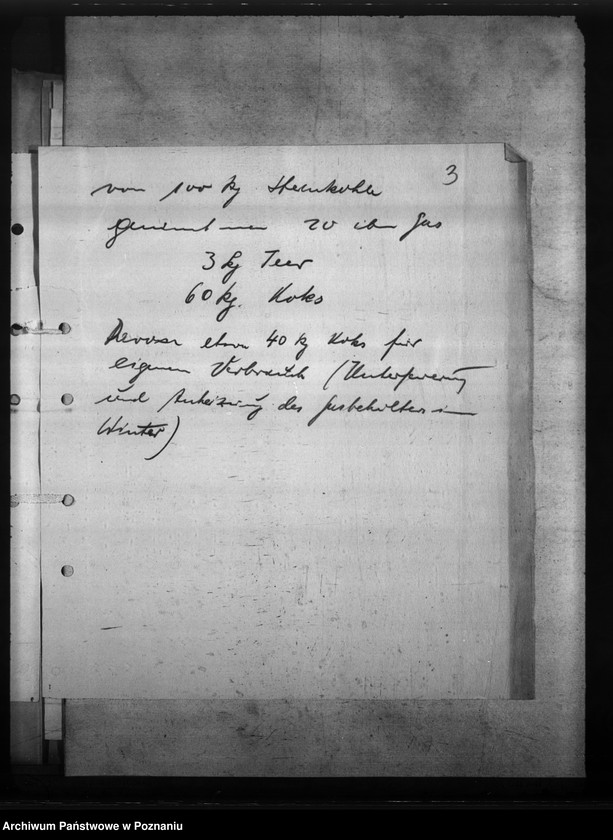 3
von 100 kg Steinkohle
gewinnt man 20 cbm Gas
3 kg Teer
60 kg. Koks
Davon etwa 40 kg Koks für
eigenen Verbrauch (Unterfeuerung
und Anheizung des Gasbehälters im
Winter)
Archiwum Państwowe w Poznaniu